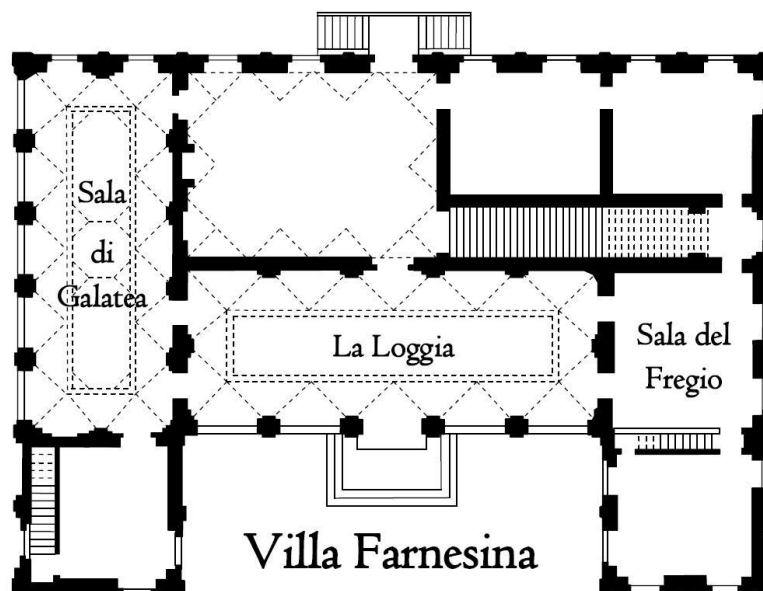 Sala
di
Galatea
La Loggia
Sala del
Fregio
Villa Farnesina